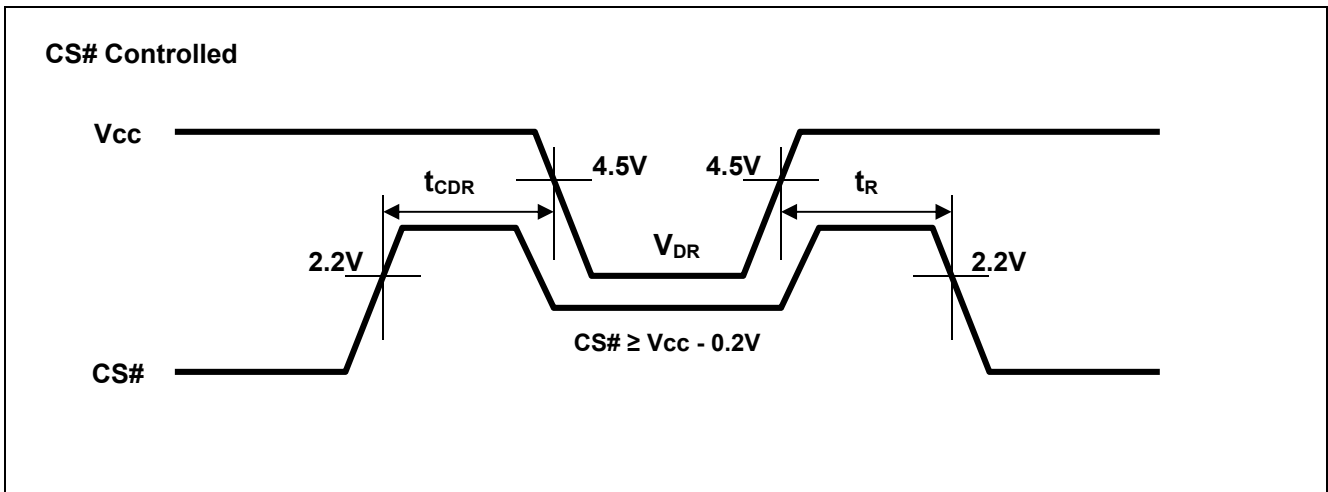 CS# Controlled
Vcc
4.5V
4.5V
tCDR
tR
VDR
2.2V
2.2V
CS# ≥ Vcc - 0.2V
CS#